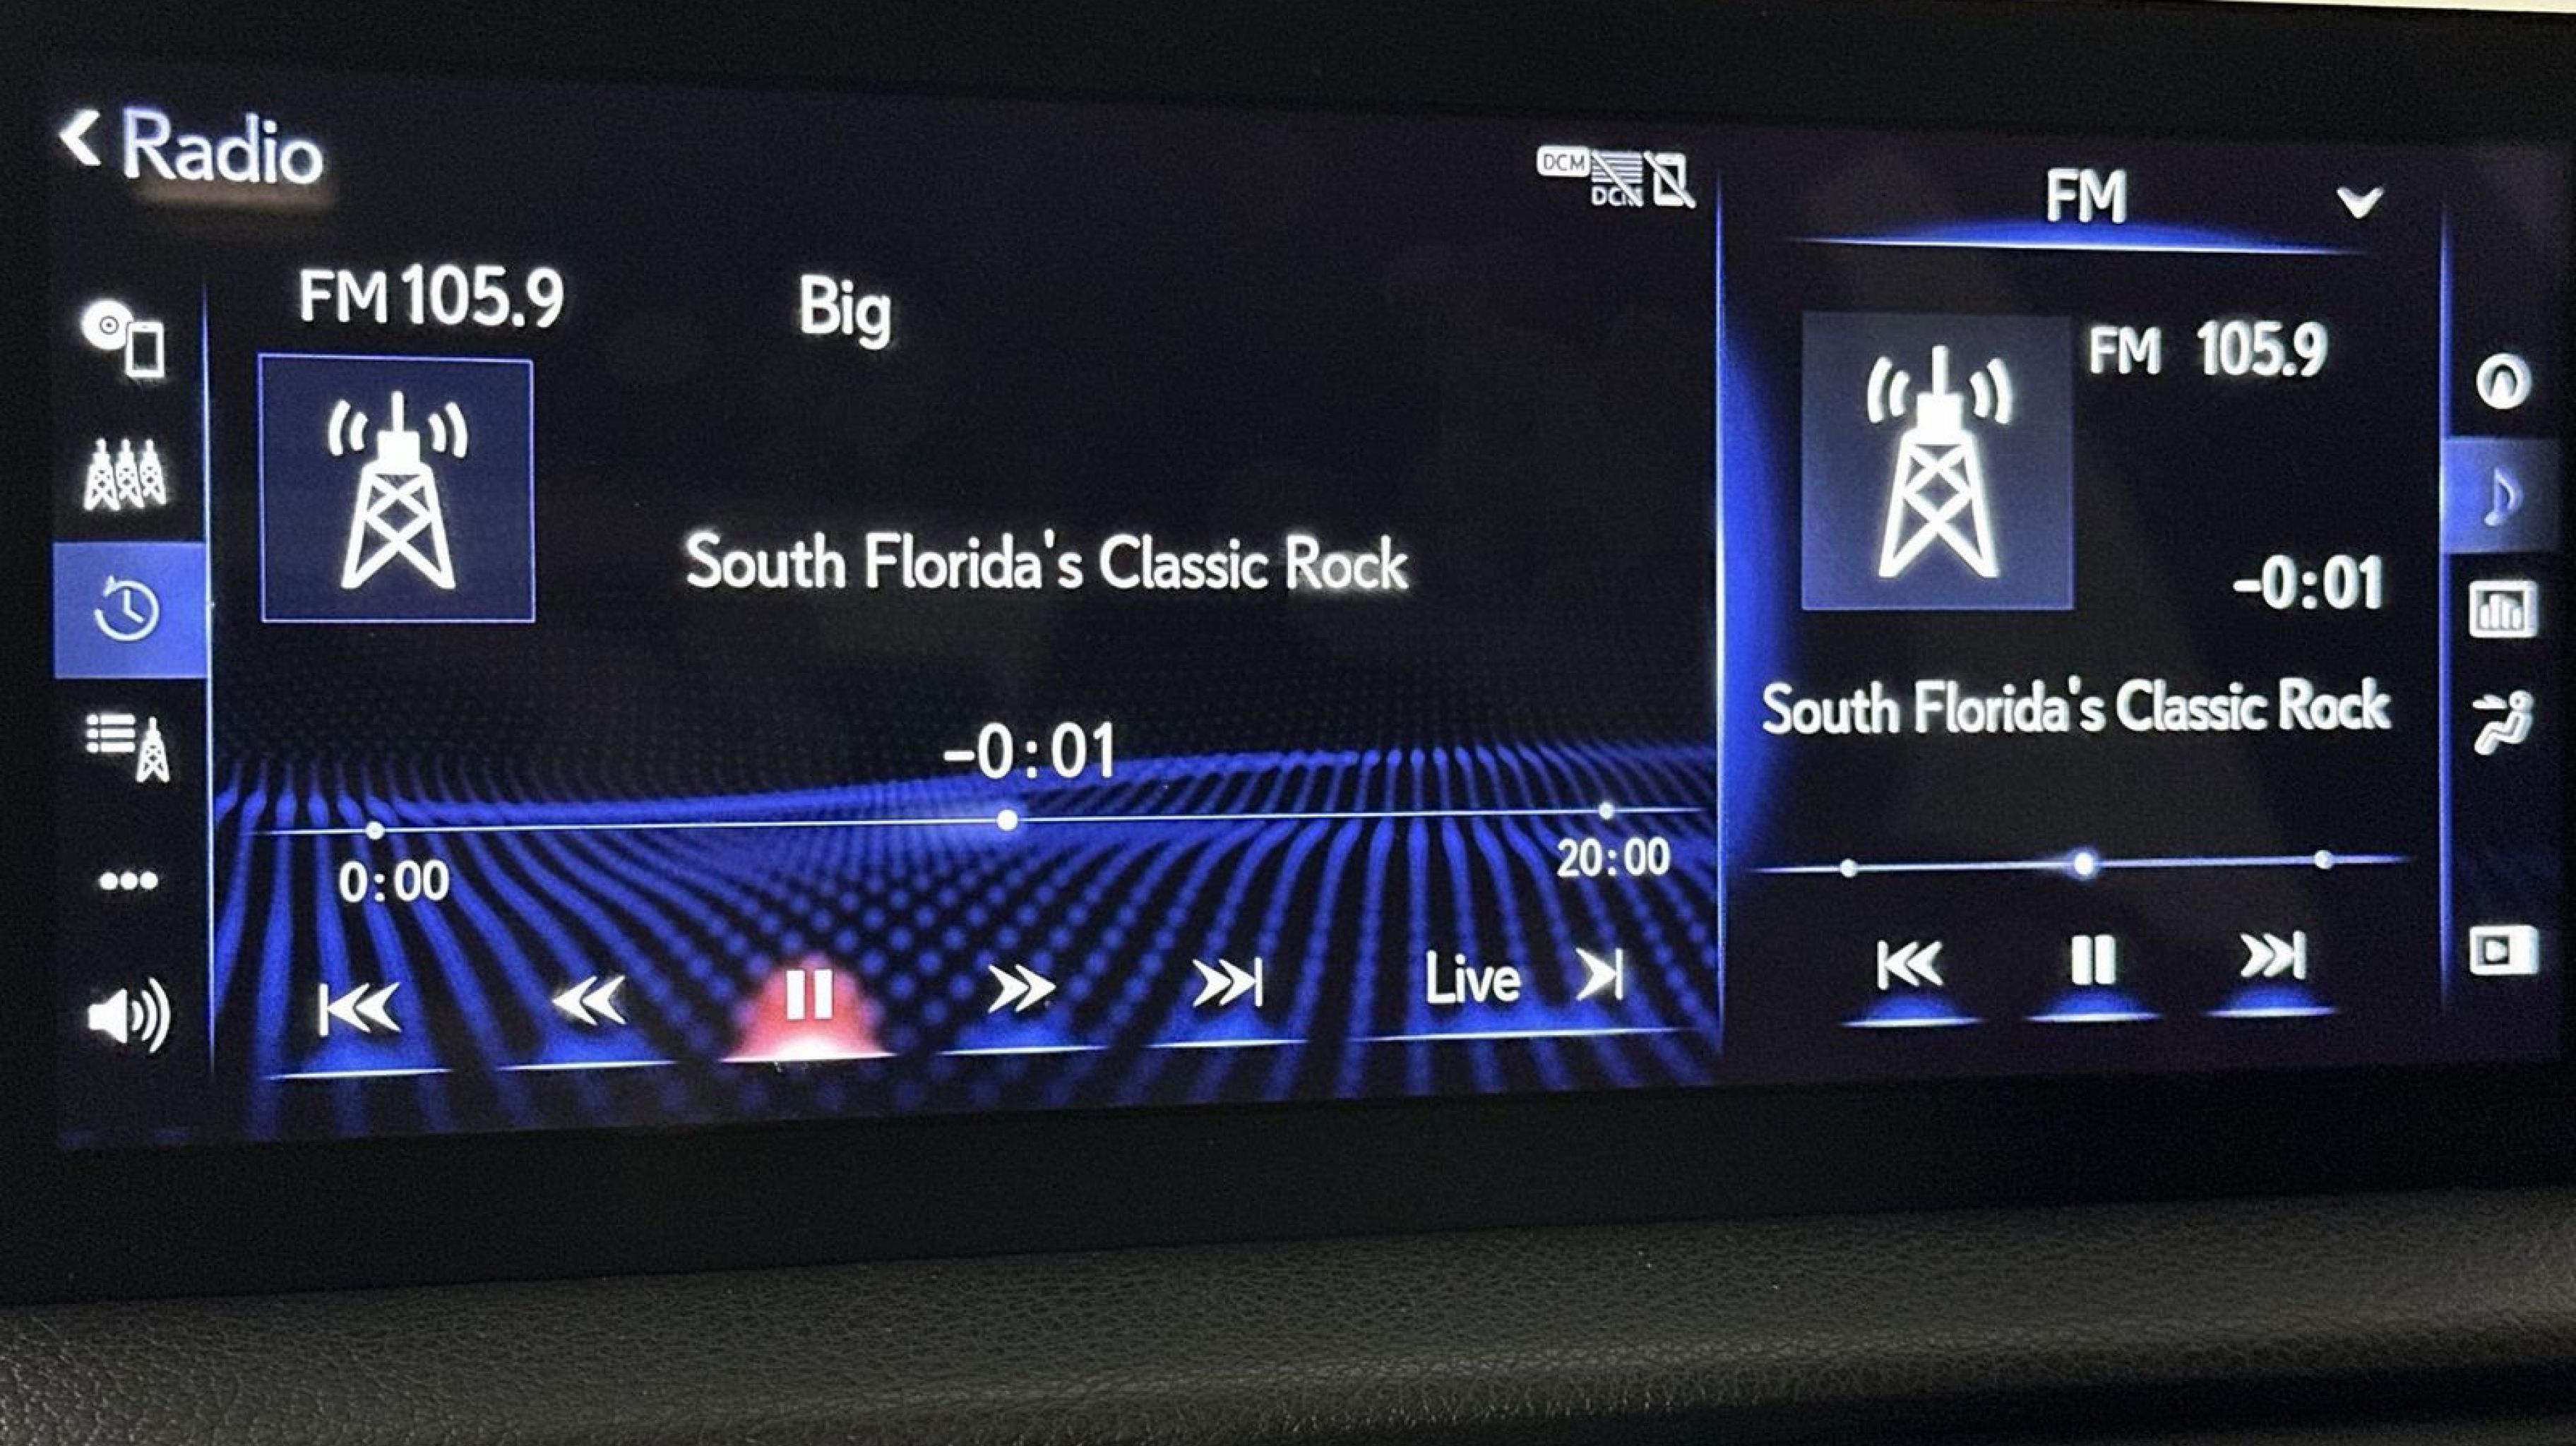 Radio
DCM
DCM
FM
FM 105.9
Big
FM 105.9
South Florida's Classic Rock
-0:01
South Florida's Classic Rock
-0:01
0:00
20:00
Live